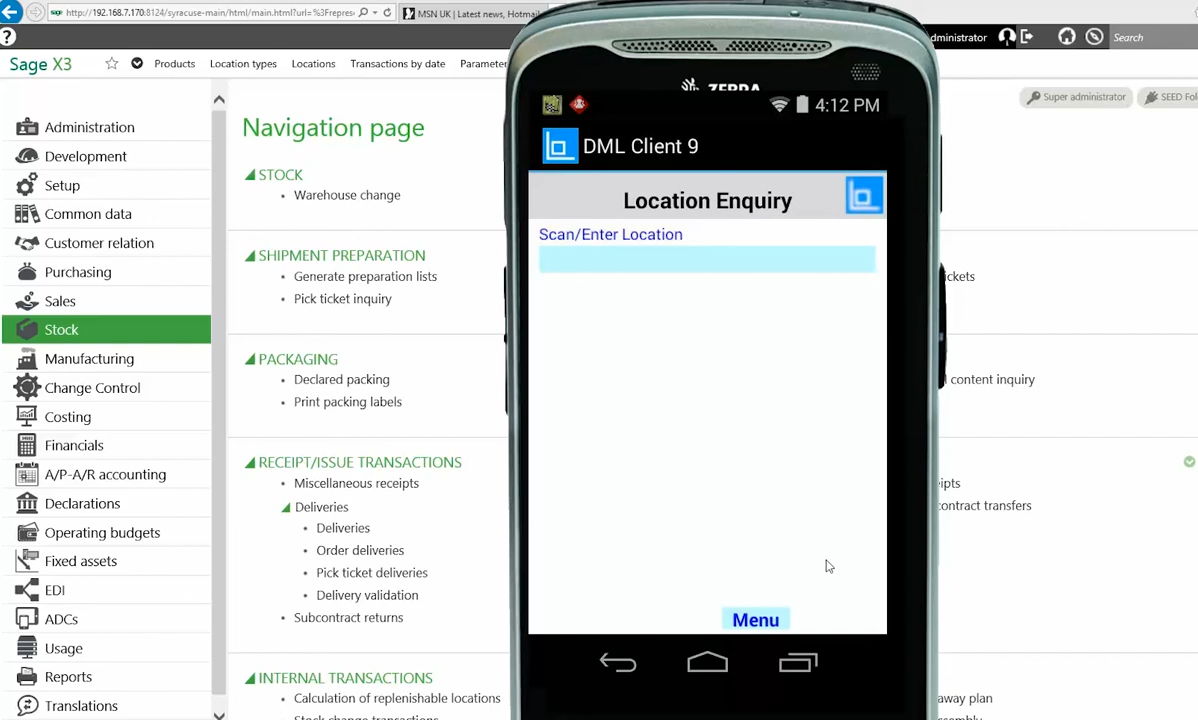 http://192.168.7.170:8124/syracuse-main/html/main.html?url=%3Frepres
MSN UK | Latest news, Hotmail
?
dministrator
Search
Sage X3
Products
Location types
Locations
Transactions by date
Parameter
Super administrator
SEED Fol
Administration
Development
Setup
Common data
Customer relation
Purchasing
Sales
Stock
Manufacturing
Change Control
Costing
Financials
A/P-A/R accounting
Declarations
Operating budgets
Fixed assets
EDI
ADCs
Usage
Reports
Translations
Navigation page
STOCK
Warehouse change
SHIPMENT PREPARATION
Generate preparation lists
Pick ticket inquiry
PACKAGING
Declared packing
Print packing labels
RECEIPT/ISSUE TRANSACTIONS
Miscellaneous receipts
Deliveries
Deliveries
Order deliveries
Pick ticket deliveries
Delivery validation
Subcontract returns
INTERNAL TRANSACTIONS
Calculation of replenishable locations
Stock change transactions
ZEBRA
4:12 PM
DML Client 9
Location Enquiry
Scan/Enter Location
Menu
ckets
content inquiry
ipts
ontract transfers
away plan